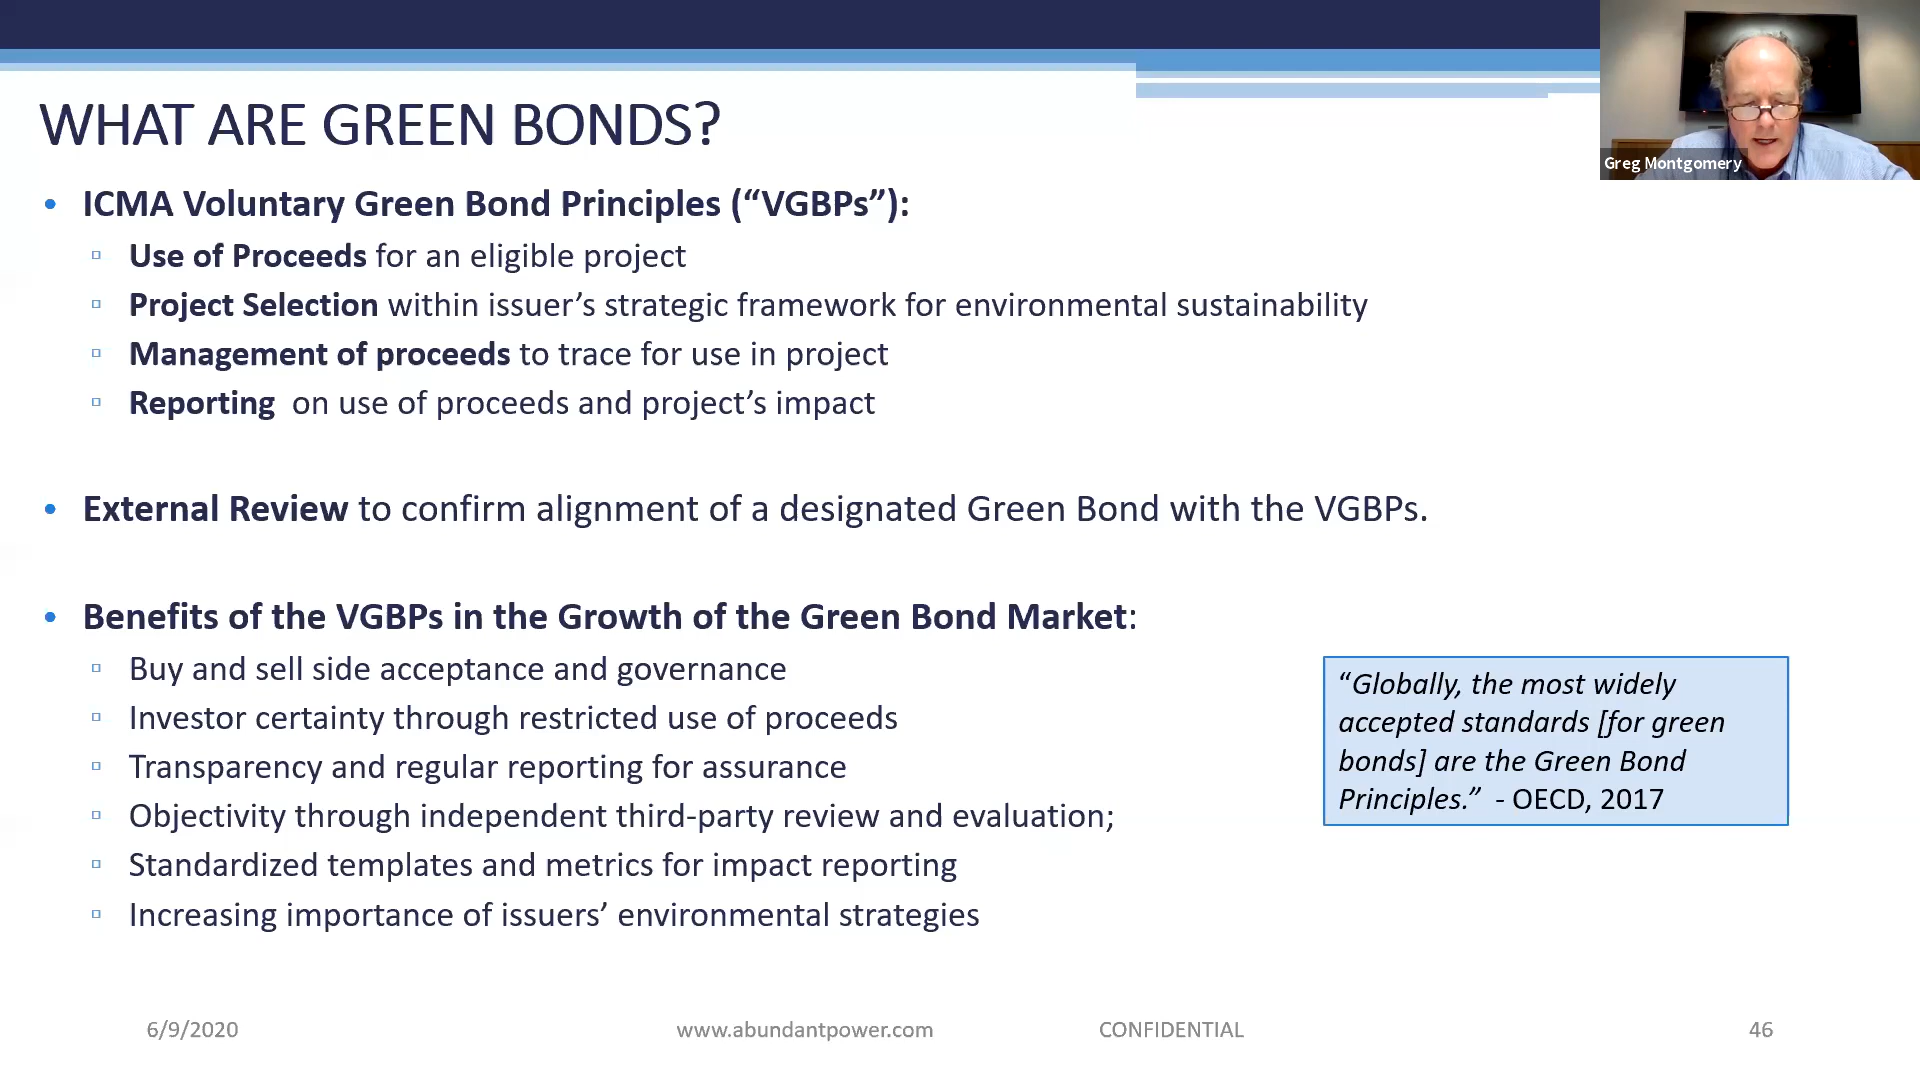 WHAT ARE GREEN BONDS?
Greg Montgomery
• ICMA Voluntary Green Bond Principles (“VGBPs”):
▫ Use of Proceeds for an eligible project
▫ Project Selection within issuer’s strategic framework for environmental sustainability
▫ Management of proceeds to trace for use in project
▫ Reporting on use of proceeds and project’s impact
• External Review to confirm alignment of a designated Green Bond with the VGBPs.
• Benefits of the VGBPs in the Growth of the Green Bond Market:
▫ Buy and sell side acceptance and governance
▫ Investor certainty through restricted use of proceeds
▫ Transparency and regular reporting for assurance
▫ Objectivity through independent third-party review and evaluation;
▫ Standardized templates and metrics for impact reporting
▫ Increasing importance of issuers’ environmental strategies
“Globally, the most widely
accepted standards [for green
bonds] are the Green Bond
Principles.” - OECD, 2017
6/9/2020 www.abundantpower.com CONFIDENTIAL 46